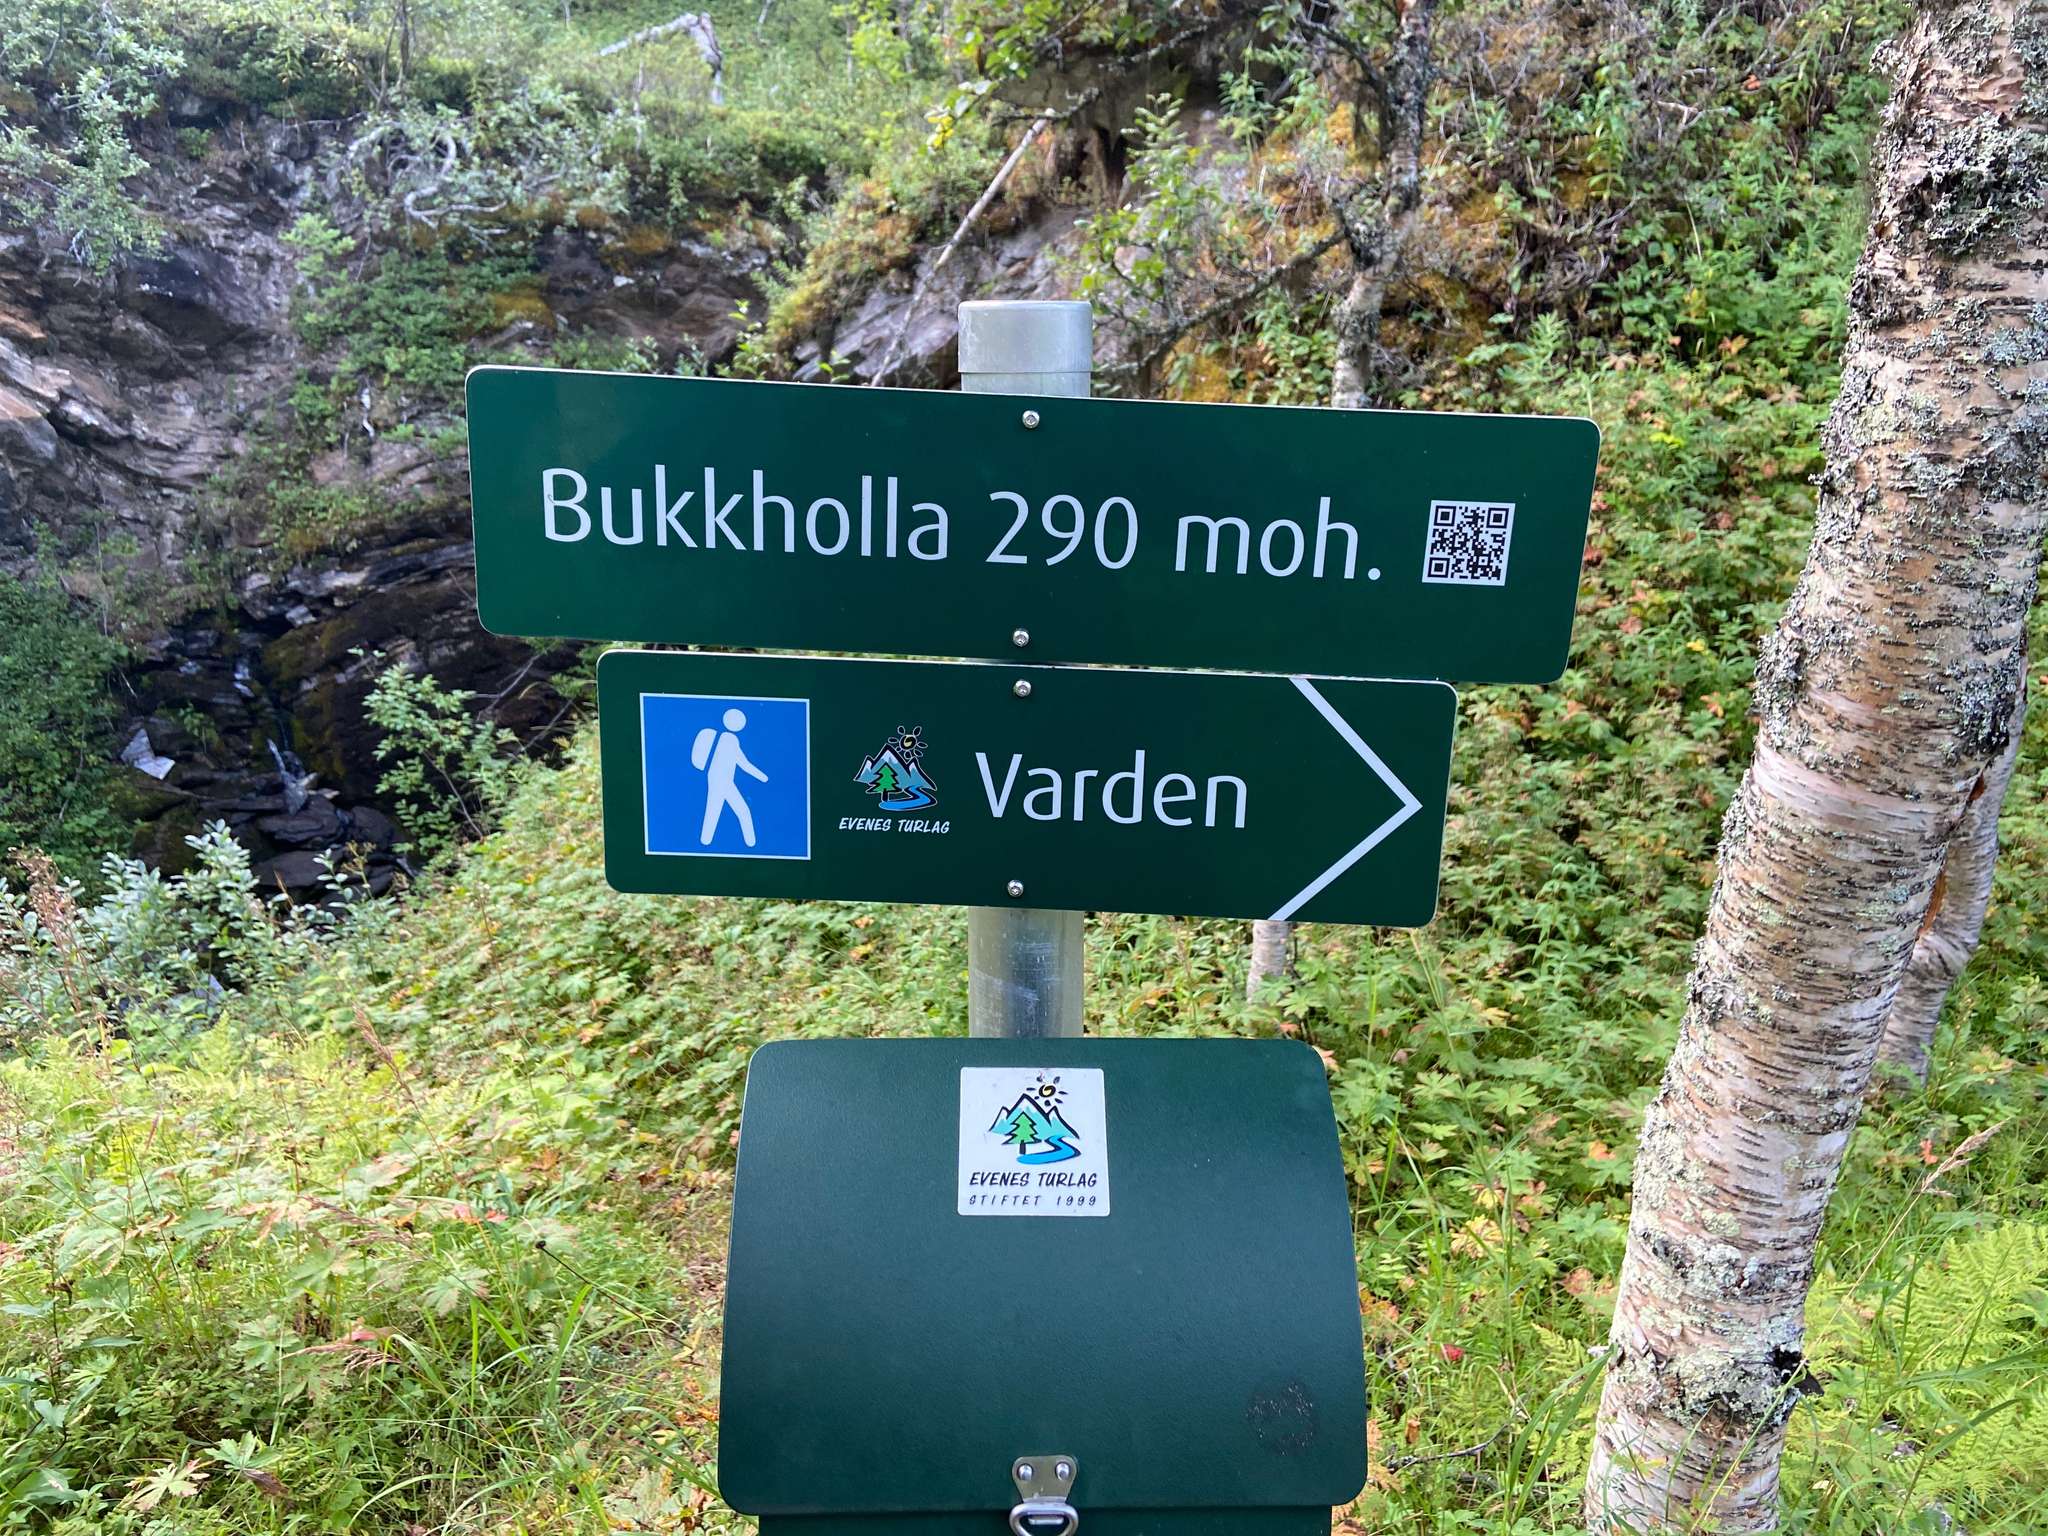 Bukkholla 290 moh.
EVENES TURLAG
Varden
EVENES TURLAG
STIFTET 1999